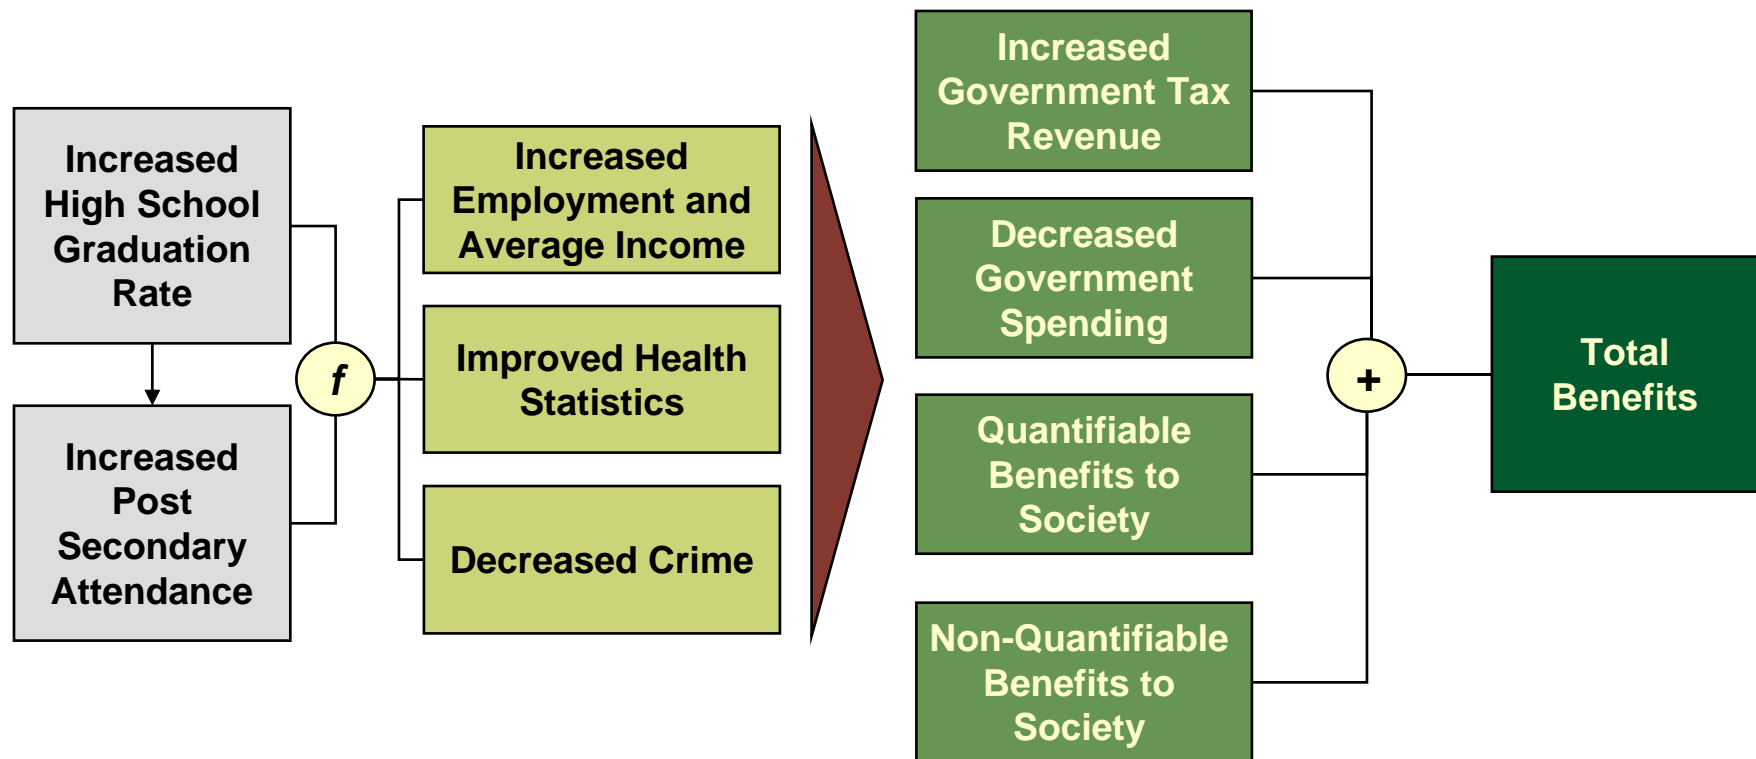 Increased
High School
Graduation
Rate
Increased
Post
Secondary
Attendance
f
Increased
Employment and
Average Income
Improved Health
Statistics
Decreased Crime
Increased
Government Tax
Revenue
Decreased
Government
Spending
Quantifiable
Benefits to
Society
Non-Quantifiable
Benefits to
Society
+
Total
Benefits